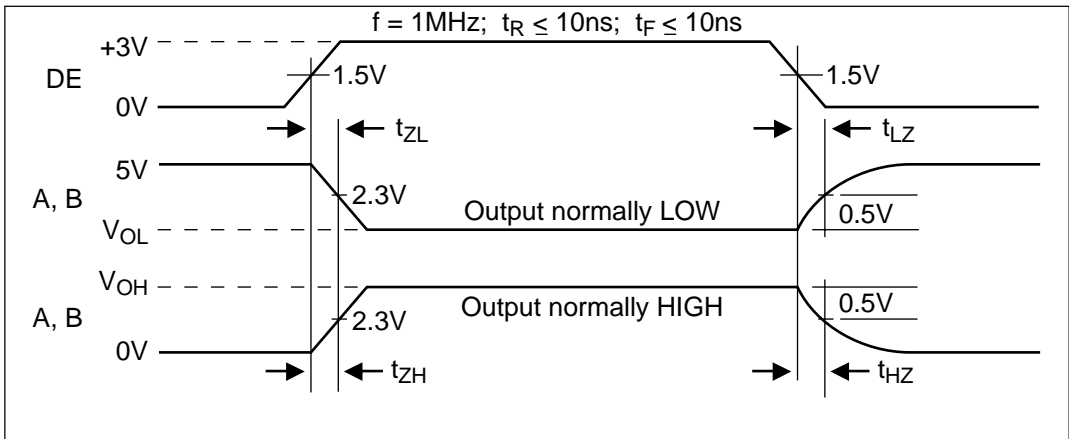 f = 1MHz; tR ≤ 10ns; tF ≤ 10ns
+3V
DE
1.5V
1.5V
0V
tZL
tLZ
5V
A, B
2.3V
Output normally LOW
0.5V
VOL
VOH
Output normally HIGH
0.5V
A, B
2.3V
0V
tZH
tHZ